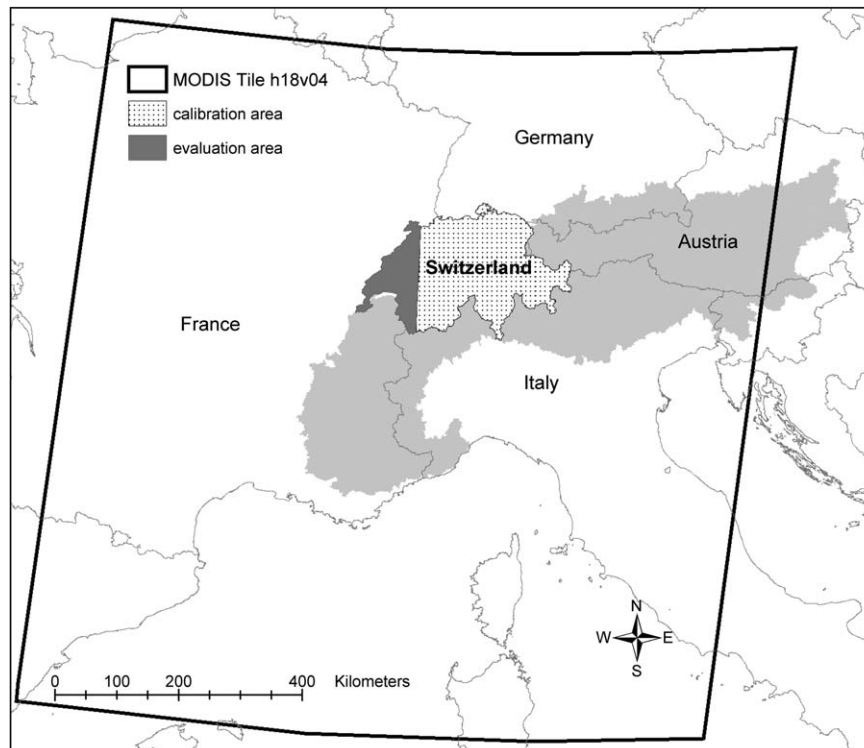 MODIS Tile h18v04
calibration area
evaluation area
Germany
Austria
Switzerland
France
Italy
N
W E
S
0 100 200 400 Kilometers